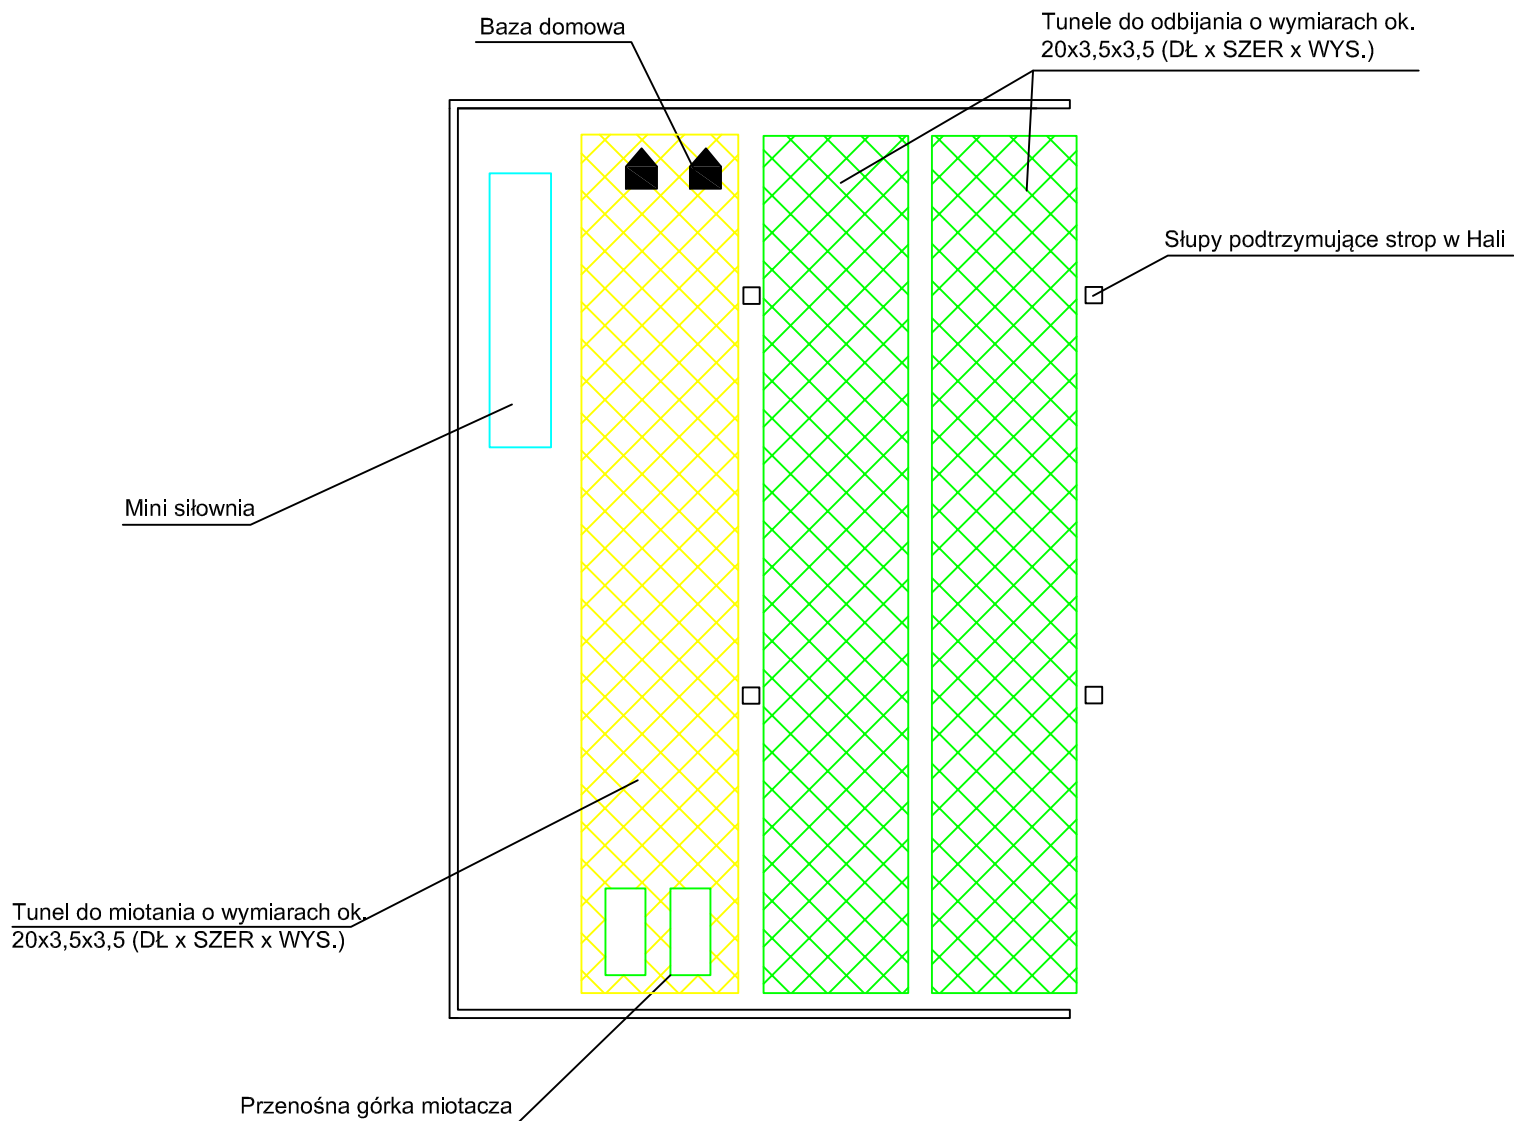 Baza domowa
Tunele do odbijania o wymiarach ok.
20x3,5x3,5 (DŁ x SZER x WYS.)
Słupy podtrzymujące strop w Hali
Mini siłownia
Tunel do miotania o wymiarach ok.
20x3,5x3,5 (DŁ x SZER x WYS.)
Przenośna górka miotacza